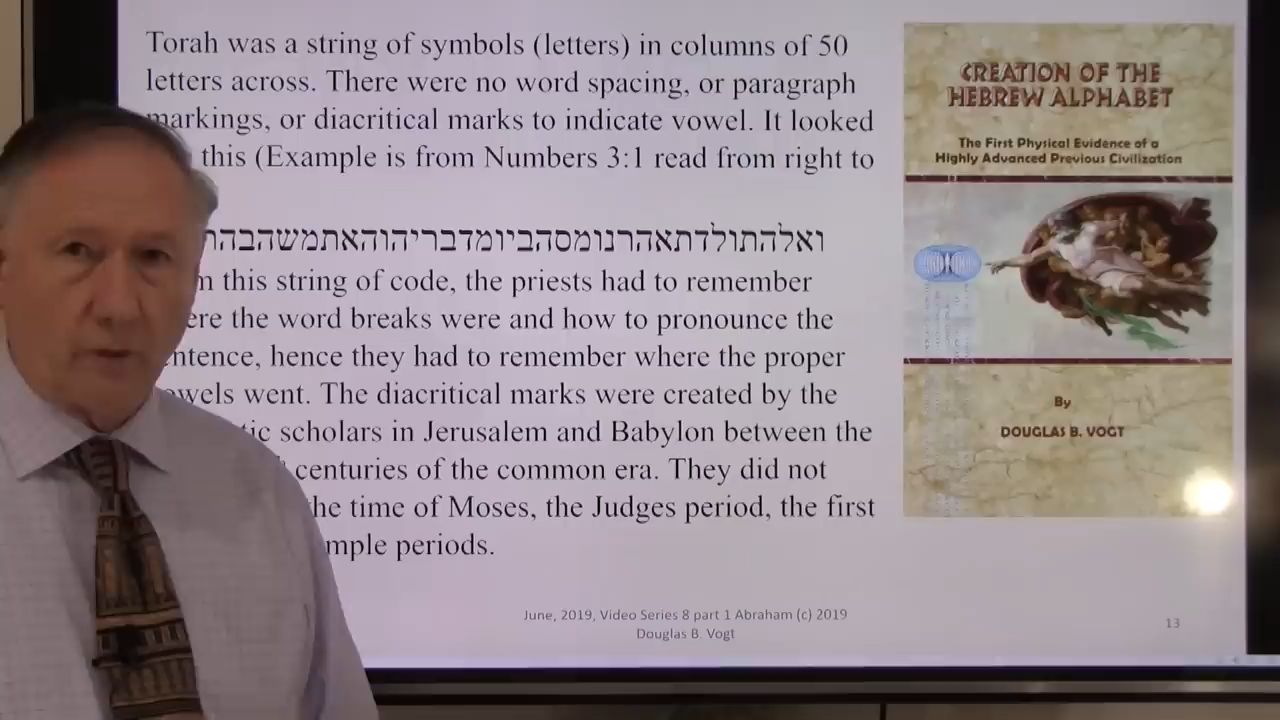 Torah was a string of symbols (letters) in columns of 50
letters across. There were no word spacing, or paragraph
markings, or diacritical marks to indicate vowel. It looked
this (Example is from Numbers 3:1 read from right to
ואלהתולדתאהרנומסהביומדבריהוהאתמשהבהר
this string of code, the priests had to remember
the word breaks were and how to pronounce the
hence they had to remember where the proper
went. The diacritical marks were created by the
scholars in Jerusalem and Babylon between the
centuries of the common era. They did not
the time of Moses, the Judges period, the first
periods.
June, 2019, Video Series 8 part 1 Abraham (c) 2019
Douglas B. Vogt
13
CREATION OF THE
HEBREW ALPHABET
The First Physical Evidence of a
Highly Advanced Previous Civilization
By
DOUGLAS B. VOGT